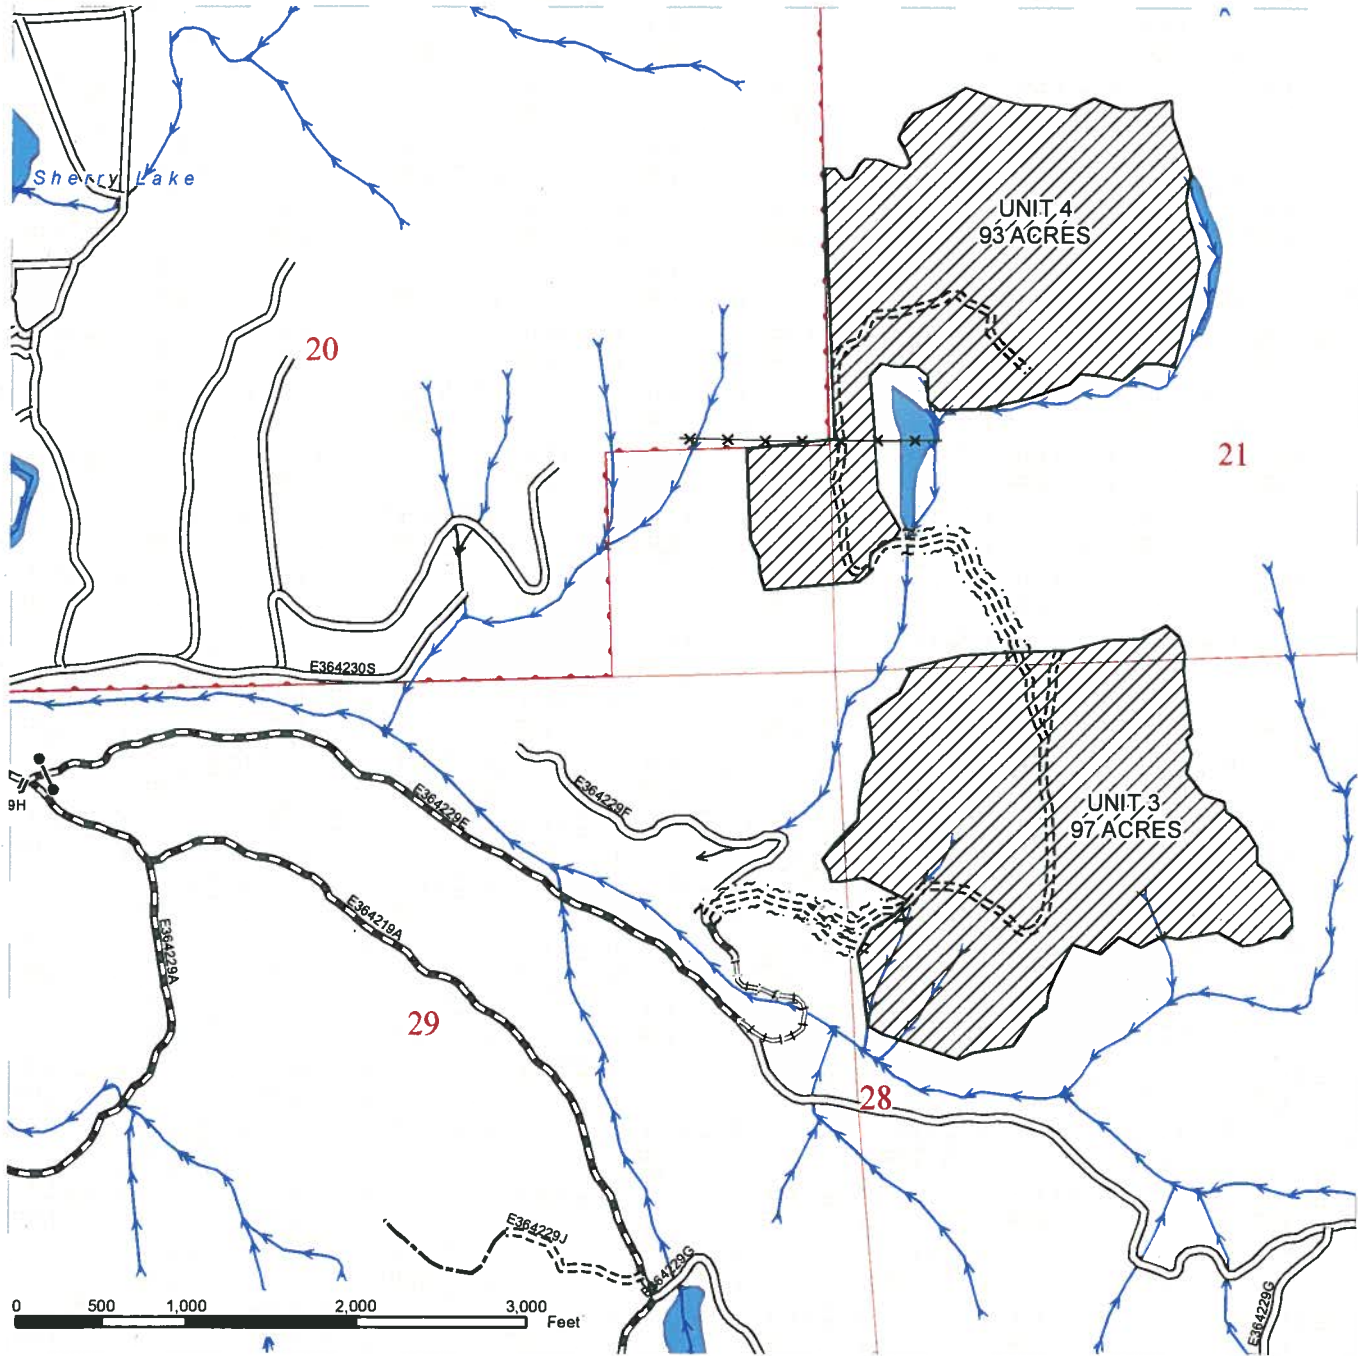 Sherry Lake
UNIT 4
93 ACRES
20
21
E364230S
9H
E364229E
E364229F
UNIT 3
97 ACRES
E364219A
E364229A
29
28
E364229J
E364229G
E364229G
0 500 1,000 2,000 3,000 Feet